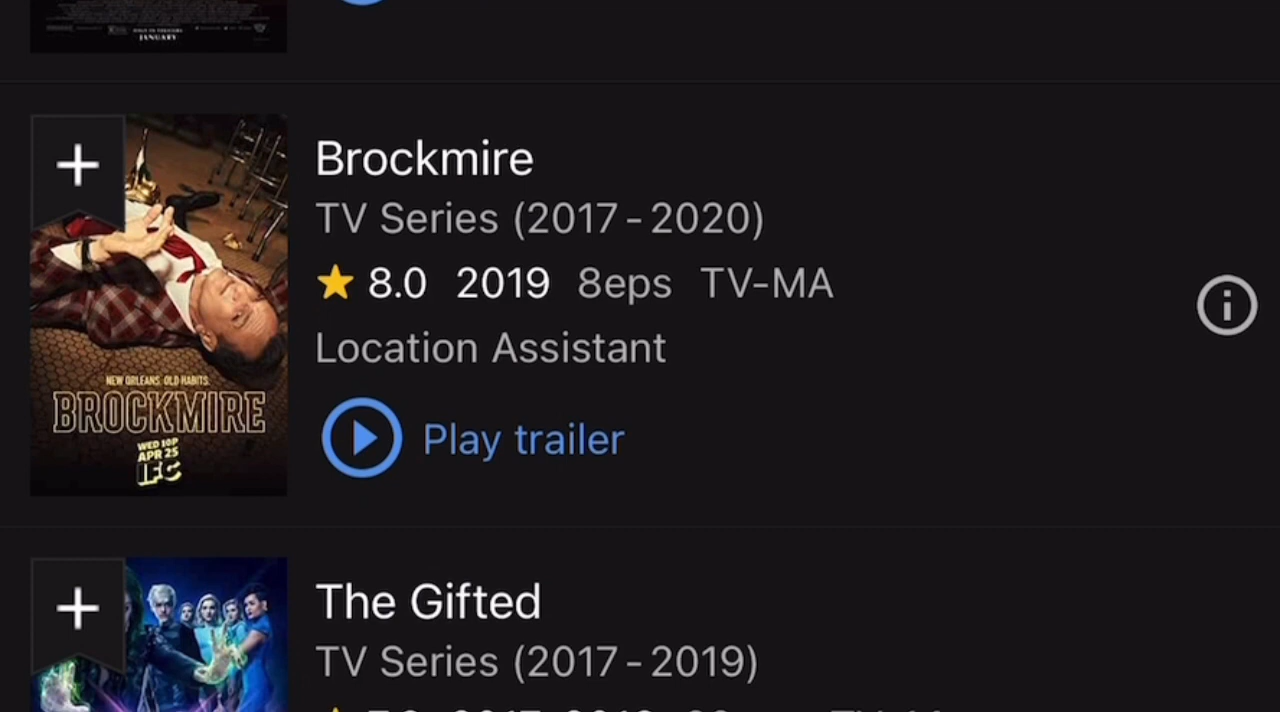 JANUARY
Brockmire
TV Series (2017-2020)
8.0 2019 8eps TV-MA
Location Assistant
NEW ORLEANS. OLD HABITS.
BROCKMIRE
WED 10P
APR 25
IFC
Play trailer
The Gifted
TV Series (2017-2019)